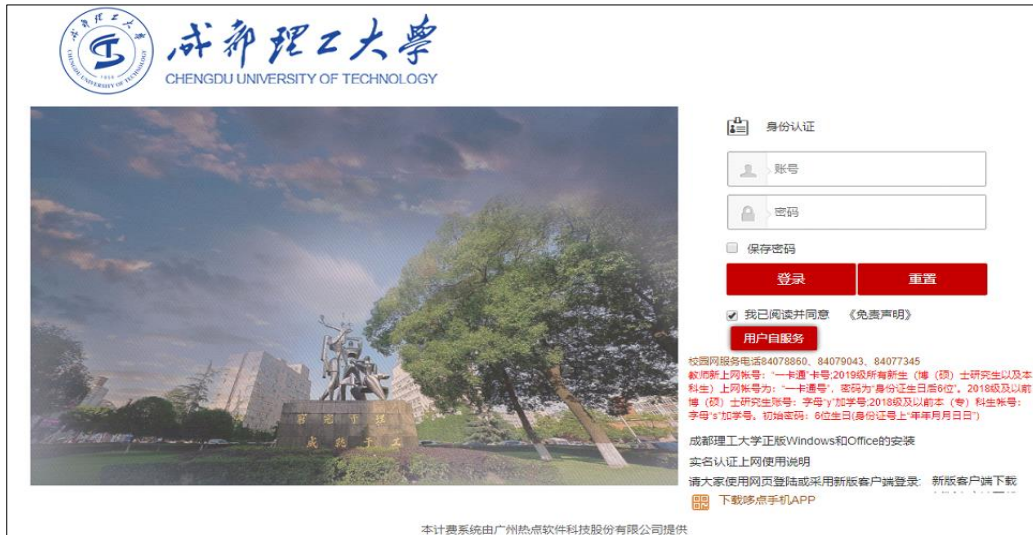 成都理工大学
CHENGDU UNIVERSITY OF TECHNOLOGY
身份认证
账号
密码
保存密码
登录 重置
我已阅读并同意 《免责声明》
用户自服务
校园网服务电话84078860、84079043、84077345
教师新上网帐号："一卡通"卡号;2019级所有新生（博（硕）士研究生以及本
科生）上网帐号为："一卡通号"，密码为"身份证生日后6位"。2018级及以前
博（硕）士研究生账号：字母"y"加学号;2018级及以前本（专）科生帐号：
字母"s"加学号。初始密码：6位生日(身份证号上"年年月月日日")
成都理工大学正版Windows和Office的安装
实名认证上网使用说明
请大家使用网页登陆或采用新版客户端登录: 新版客户端下载
下载哆点手机APP
本计费系统由广州热点软件科技股份有限公司提供